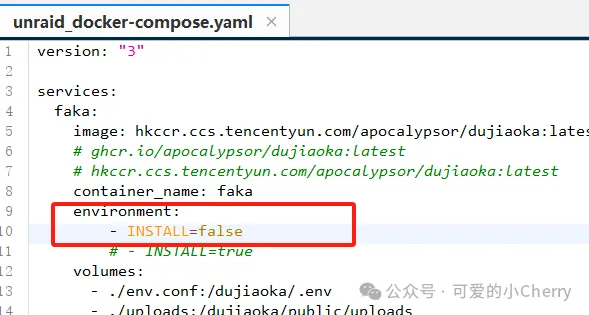 unraid_docker-compose.yaml ×
1 version: "3"
2
3 services:
4 faka:
5 image: hkccr.ccs.tencentyun.com/apocalypsor/dujiaoka:lates
6 # ghcr.io/apocalypsor/dujiaoka:latest
7 # hkccr.ccs.tencentyun.com/apocalypsor/dujiaoka:latest
8 container_name: faka
9 environment:
10 - INSTALL=false
11 # - INSTALL=true
12 volumes:
13 - ./env.conf:/dujiaoka/.env
14 - ./uploads:/dujiaoka/public/uploads
公众号 · 可爱的小Cherry